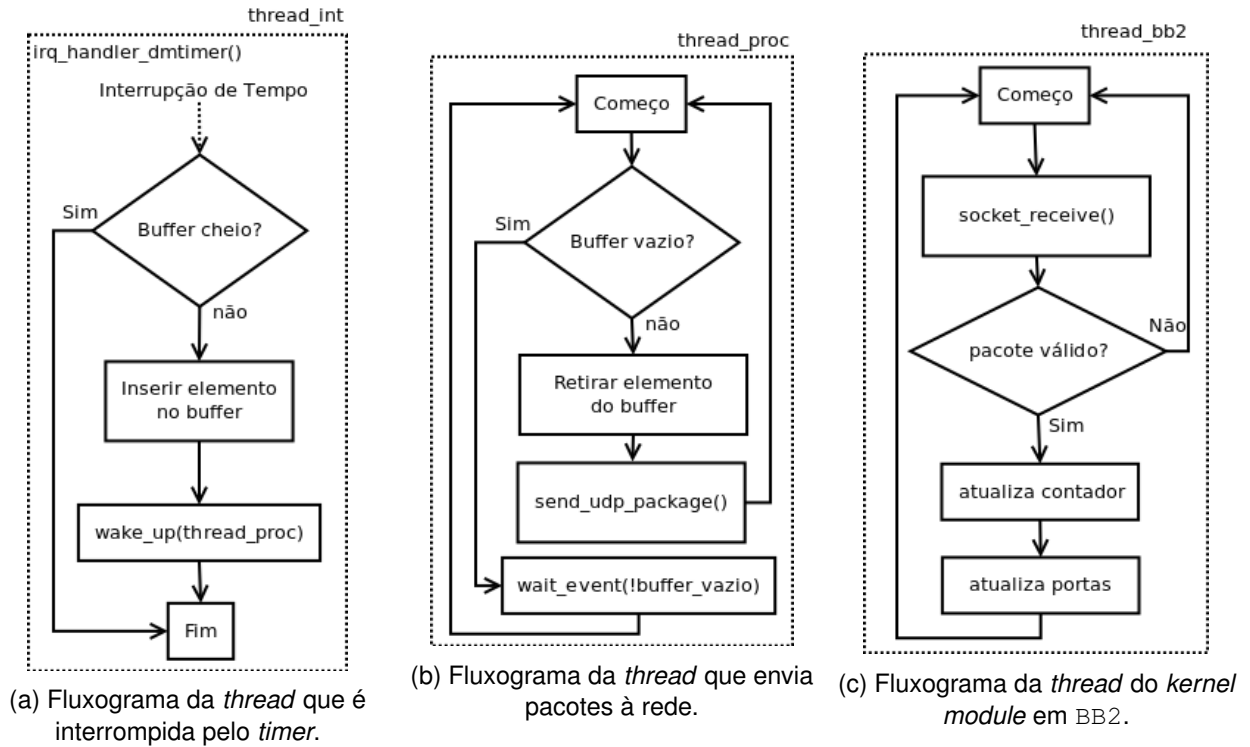 thread_int
irq_handler_dmtimer()
Interrupção de Tempo
Buffer cheio?
Sim
não
Inserir elemento
no buffer
wake_up(thread_proc)
Fim
(a) Fluxograma da thread que é
interrompida pelo timer.
thread_proc
Começo
Buffer vazio?
Sim
não
Retirar elemento
do buffer
send_udp_package()
wait_event(!buffer_vazio)
(b) Fluxograma da thread que envia
pacotes à rede.
thread_bb2
Começo
socket_receive()
pacote válido?
Não
Sim
atualiza contador
atualiza portas
(c) Fluxograma da thread do kernel
module em BB2.